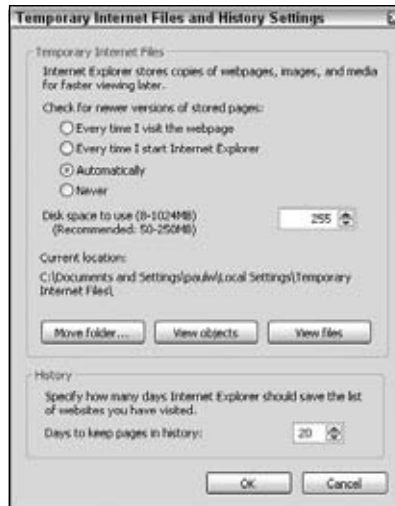 Temporary Internet Files and History Settings
Temporary Internet Files
Internet Explorer stores copies of webpages, images, and media
for faster viewing later.
Check for newer versions of stored pages:
Every time I visit the webpage
Every time I start Internet Explorer
Automatically
Never
Disk space to use (8-1024MB)
255
(Recommended: 50-250MB)
Current location:
C:\Documents and Settings\paulw\Local Settings\Temporary
Internet Files\
Move folder... View objects View files
History
Specify how many days Internet Explorer should save the list
of websites you have visited.
Days to keep pages in history: 20
OK Cancel